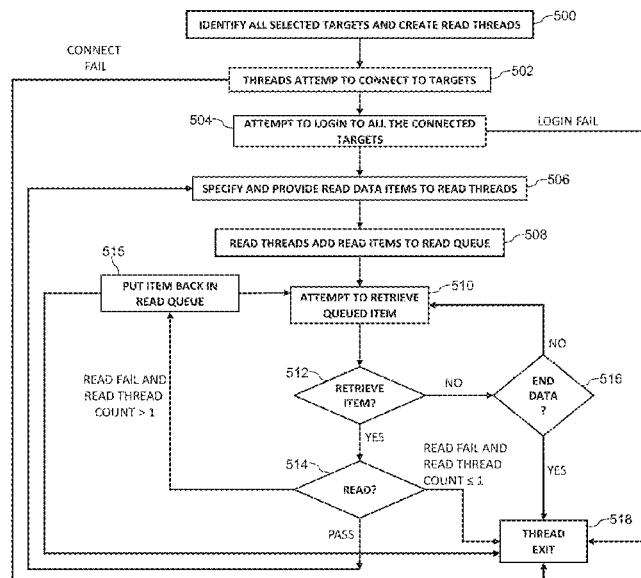 IDENTIFY ALL SELECTED TARGETS AND CREATE READ THREADS
500
CONNECT
FAIL
THREADS ATTEMP TO CONNECT TO TARGETS
502
504
ATTEMPT TO LOGIN TO ALL THE CONNECTED
TARGETS
LOGIN FAIL
SPECIFY AND PROVIDE READ DATA ITEMS TO READ THREADS
506
READ THREADS ADD READ ITEMS TO READ QUEUE
508
515
PUT ITEM BACK IN
READ QUEUE
510
ATTEMPT TO RETRIEVE
QUEUED ITEM
NO
512
RETRIEVE
ITEM?
NO
END
DATA
?
516
READ FAIL AND
READ THREAD
COUNT > 1
YES
514
READ?
READ FAIL AND
READ THREAD
COUNT ≤ 1
YES
PASS
THREAD
EXIT
518